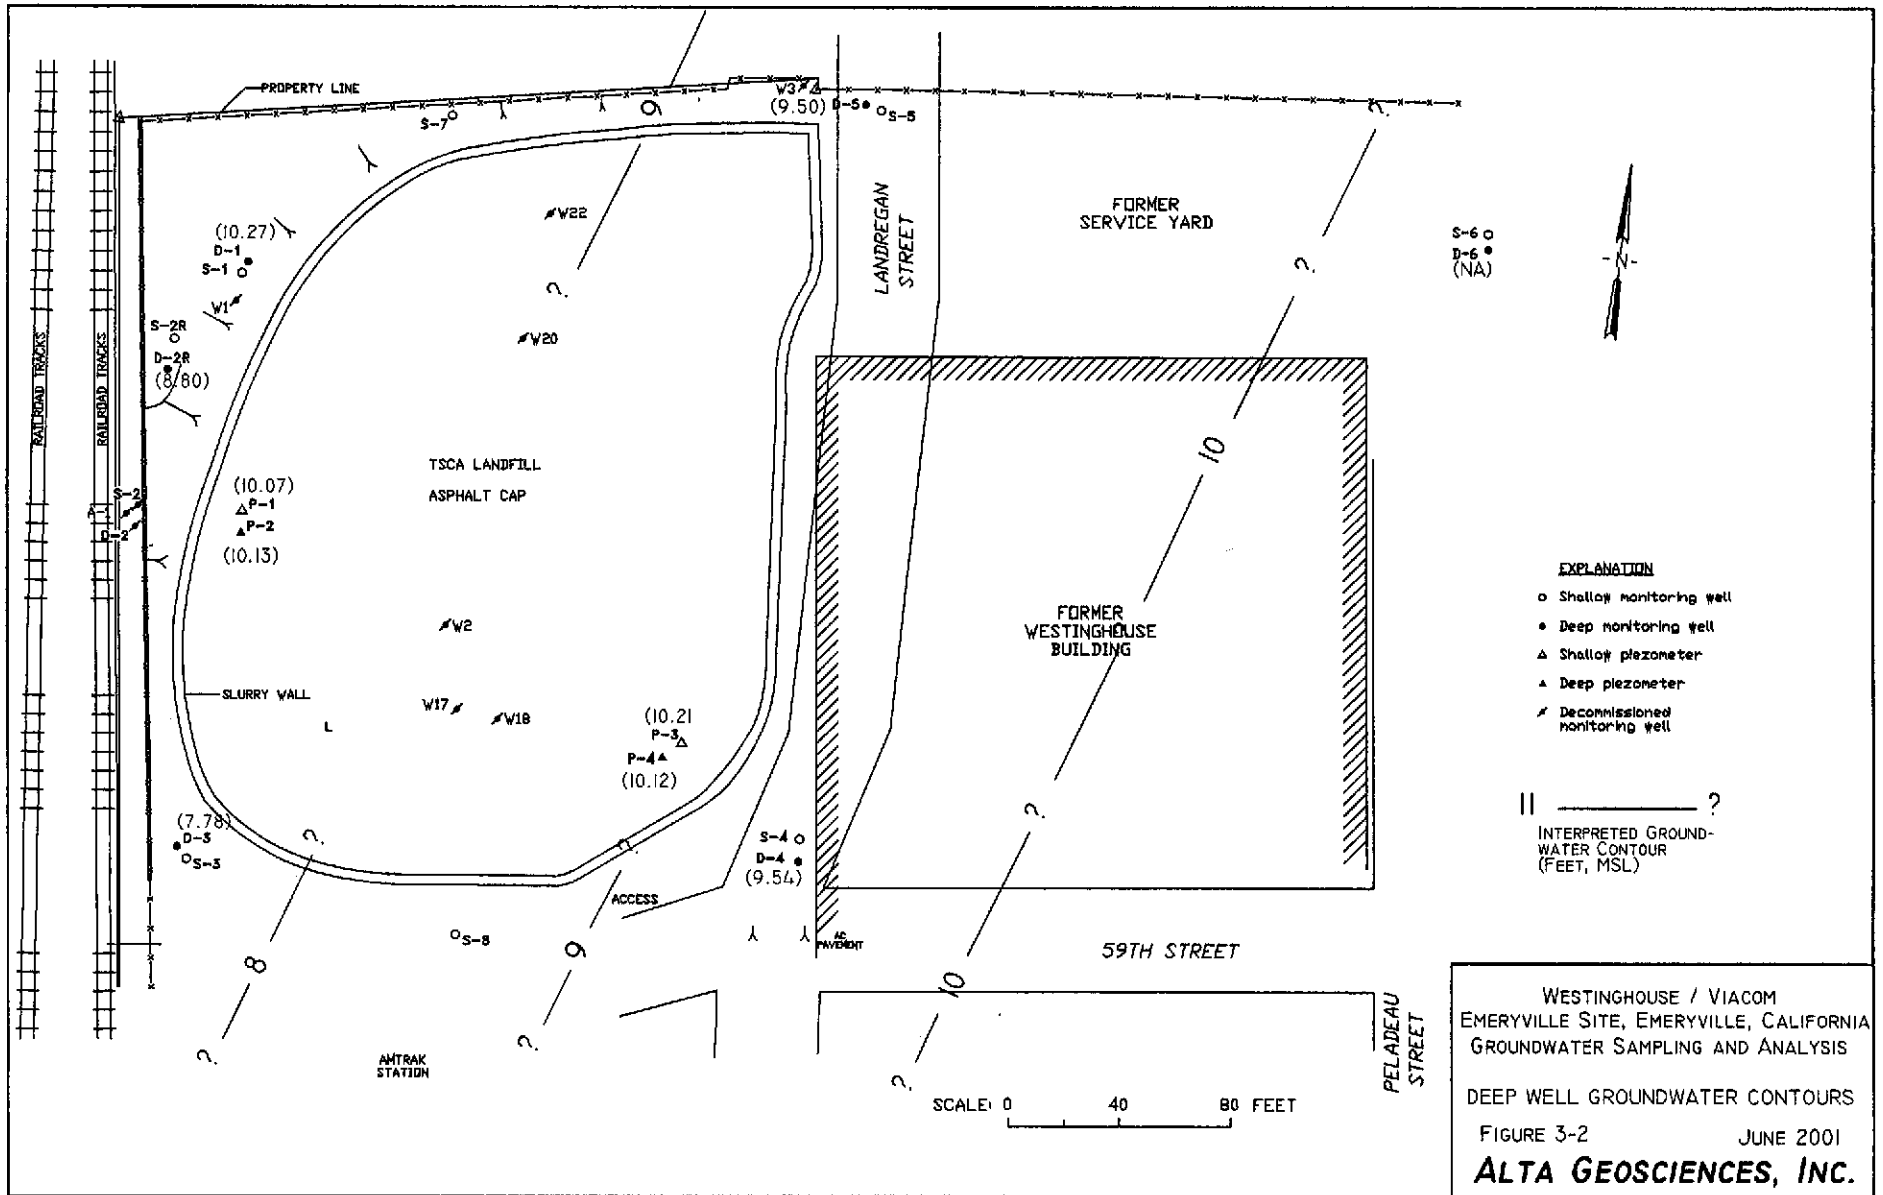 PROPERTY LINE
9
W3
(9.50)
D-5
S-5
S-7
?
LANDREGAN
STREET
FORMER
SERVICE YARD
W22
(10.27)
D-1
S-1
S-6
D-6
(NA)
-N-
?
?
W1
S-2R
W20
D-2R
(8.80)
RAILROAD TRACKS
RAILROAD TRACKS
10
TSCA LANDFILL
ASPHALT CAP
(10.07)
S-2
P-1
P-2
D-2
(10.13)
EXPLANATION
Shallow monitoring well
Deep monitoring well
Shallow piezometer
Deep piezometer
Decommissioned
monitoring well
FORMER
WESTINGHOUSE
BUILDING
W2
SLURRY WALL
W17
W18
L
(10.21
P-3
P-4
(10.12)
11 ?
INTERPRETED GROUND-
WATER CONTOUR
(FEET, MSL)
(7.78)
D-3
S-3
?
?
?
S-4
D-4
(9.54)
ACCESS
S-8
8
9
10
AC
PAVEMENT
59TH STREET
?
?
?
AMTRAK
STATION
PELADEAU
STREET
SCALE: 0 40 80 FEET
WESTINGHOUSE / VIACOM
EMERYVILLE SITE, EMERYVILLE, CALIFORNIA
GROUNDWATER SAMPLING AND ANALYSIS
DEEP WELL GROUNDWATER CONTOURS
FIGURE 3-2 JUNE 2001
ALTA GEOSCIENCES, INC.